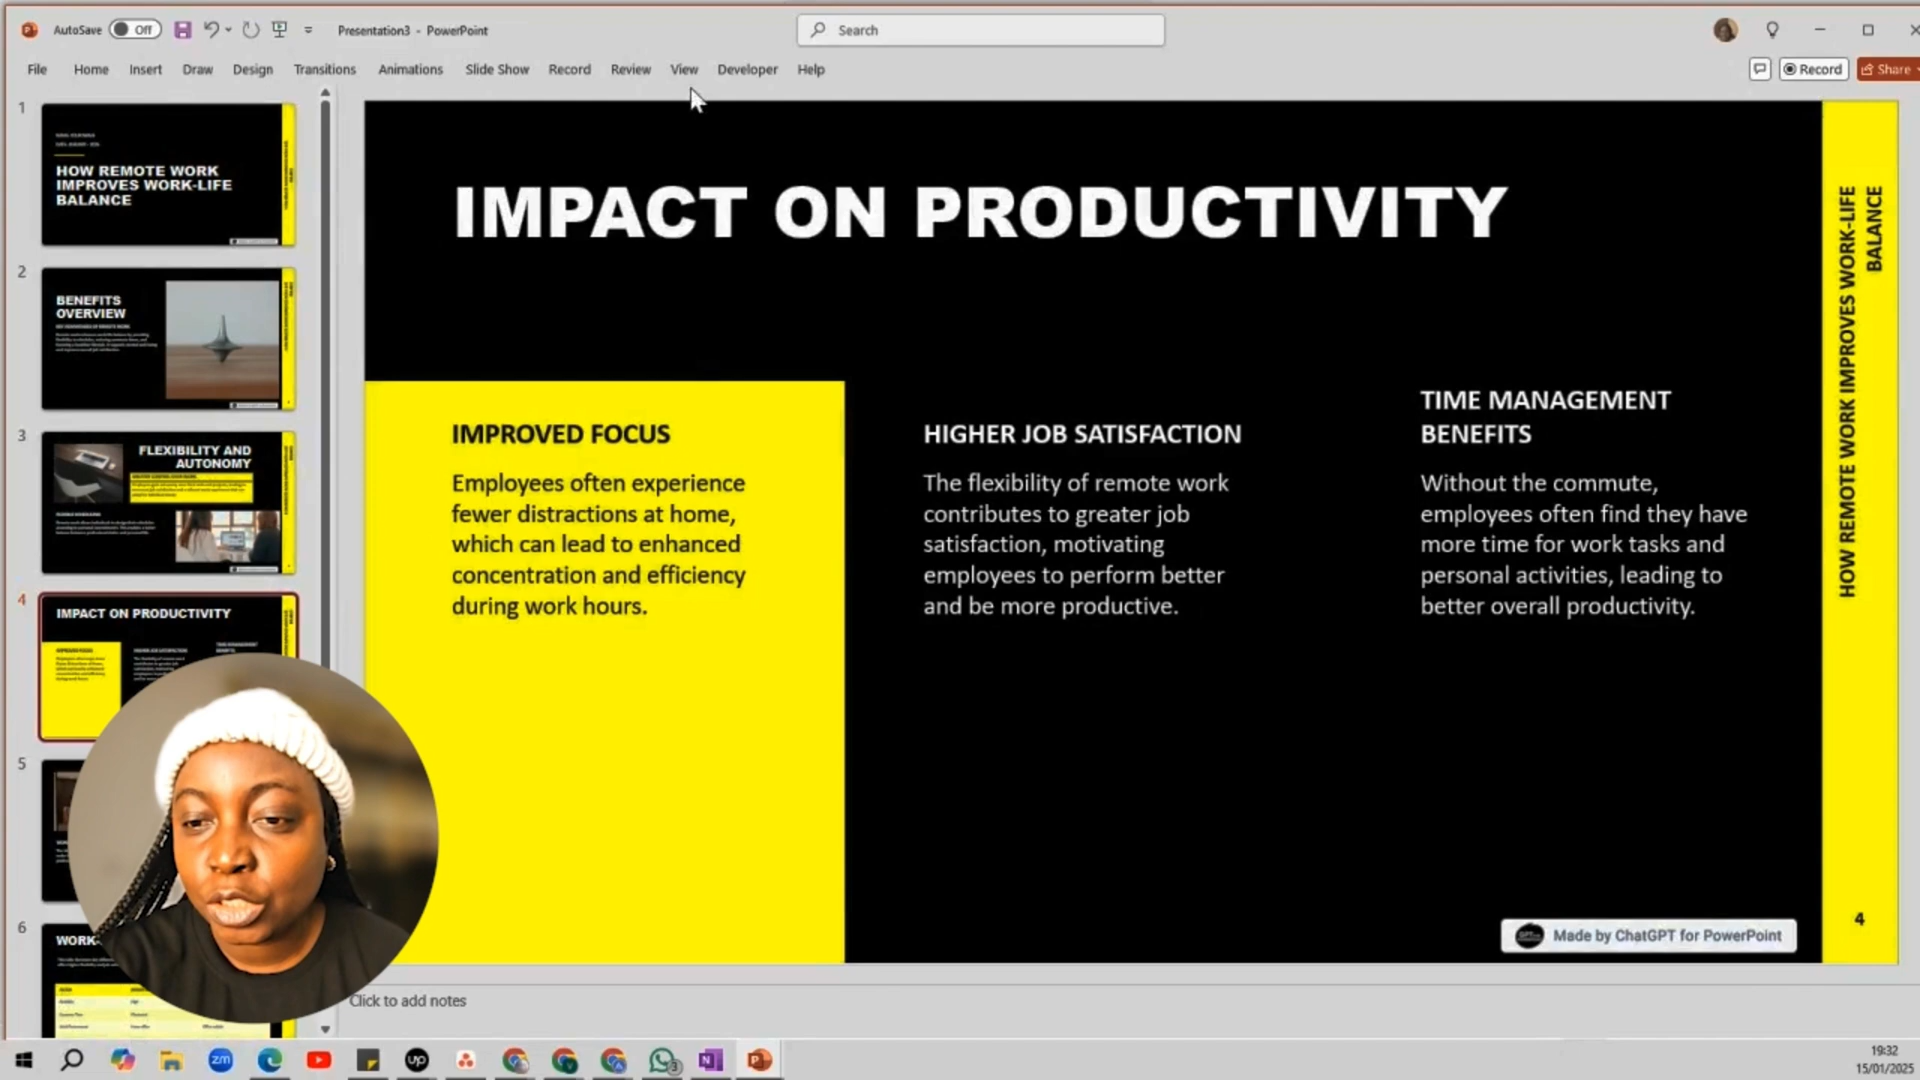 AutoSave Off Presentation3 - PowerPoint Search
File Home Insert Draw Design Transitions Animations Slide Show Record Review View Developer Help Record Share
1
HOW REMOTE WORK
IMPROVES WORK-LIFE
BALANCE
2
BENEFITS
OVERVIEW
3
FLEXIBILITY AND
AUTONOMY
4
IMPACT ON PRODUCTIVITY
5
6
WORK-
IMPACT ON PRODUCTIVITY
IMPROVED FOCUS
Employees often experience
fewer distractions at home,
which can lead to enhanced
concentration and efficiency
during work hours.
HIGHER JOB SATISFACTION
The flexibility of remote work
contributes to greater job
satisfaction, motivating
employees to perform better
and be more productive.
TIME MANAGEMENT
BENEFITS
Without the commute,
employees often find they have
more time for work tasks and
personal activities, leading to
better overall productivity.
HOW REMOTE WORK IMPROVES WORK-LIFE
BALANCE
4
Made by ChatGPT for PowerPoint
Click to add notes
zm
up
3
19:32
15/01/2025